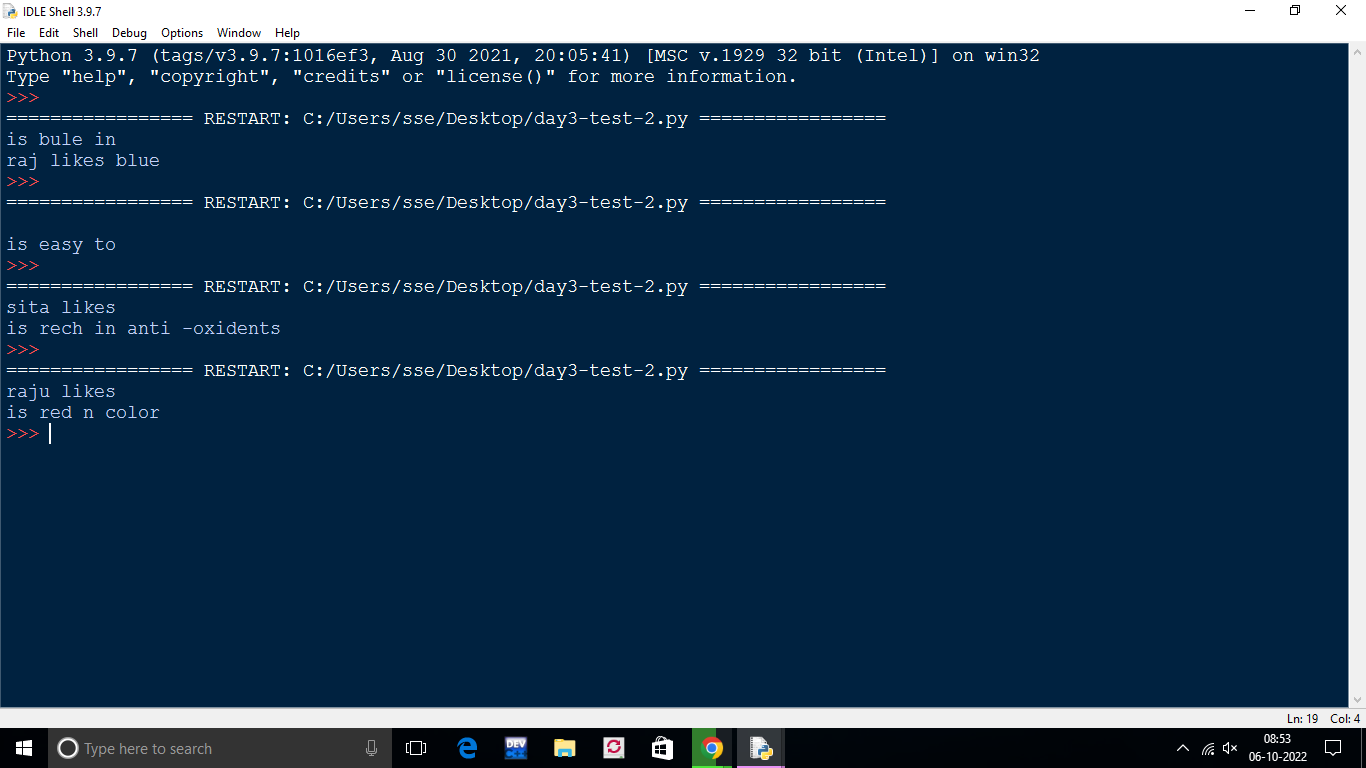 IDLE Shell 3.9.7
File Edit Shell Debug Options Window Help
Python 3.9.7 (tags/v3.9.7:1016ef3, Aug 30 2021, 20:05:41) [MSC v.1929 32 bit (Intel)] on win32
Type "help", "copyright", "credits" or "license()" for more information.
>>>
================= RESTART: C:/Users/sse/Desktop/day3-test-2.py =================
is bule in
raj likes blue
>>>
================= RESTART: C:/Users/sse/Desktop/day3-test-2.py =================
is easy to
>>>
================= RESTART: C:/Users/sse/Desktop/day3-test-2.py =================
sita likes
is rech in anti -oxidents
>>>
================= RESTART: C:/Users/sse/Desktop/day3-test-2.py =================
raju likes
is red n color
>>>
Ln: 19 Col: 4
Type here to search
DEV C++
08:53
06-10-2022